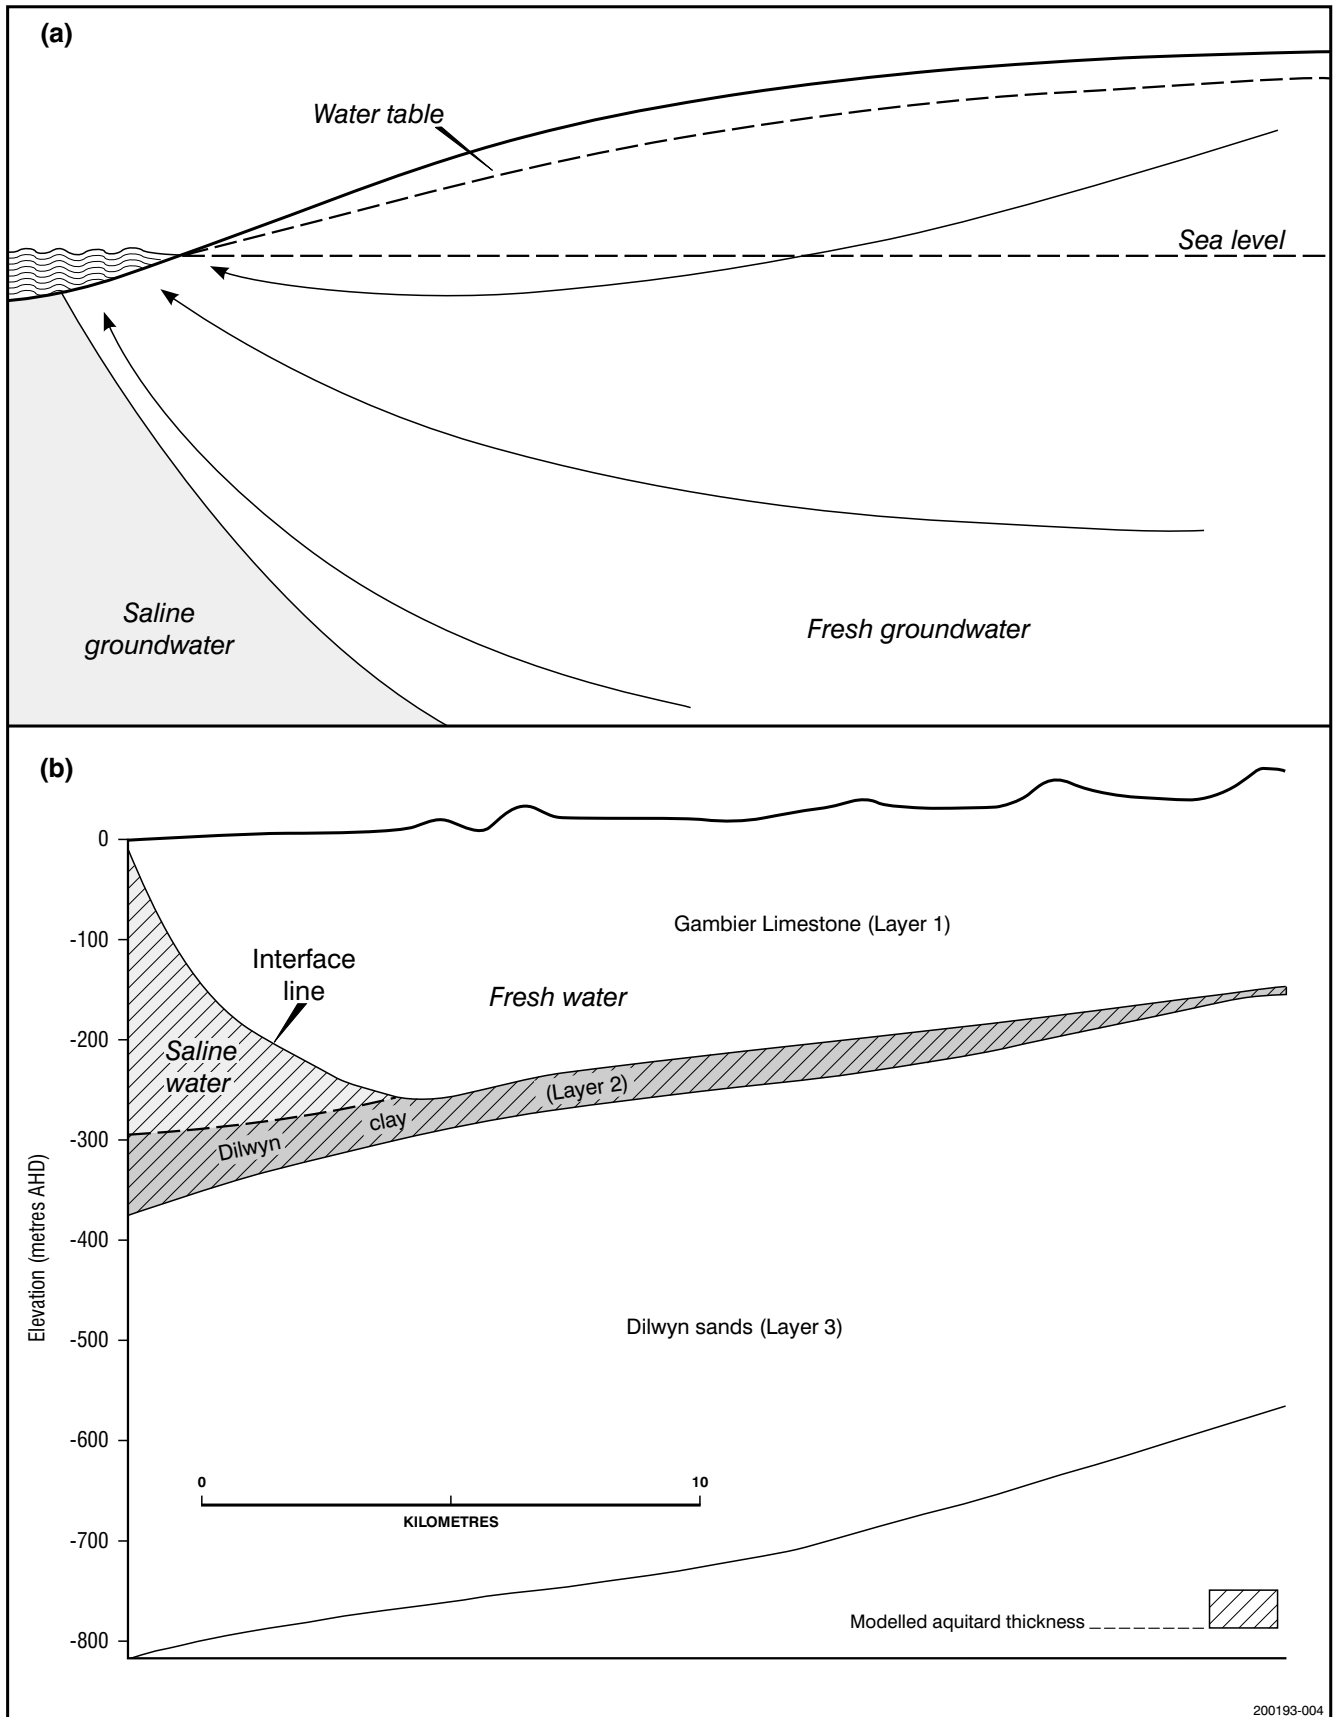 (a)
Water table
Sea level
Saline
groundwater
Fresh groundwater
(b)
0
Gambier Limestone (Layer 1)
-100
Interface
line
Fresh water
-200
Saline
water
(Layer 2)
clay
-300
Dilwyn
Elevation (metres AHD)
-400
-500
Dilwyn sands (Layer 3)
-600
0
10
KILOMETRES
-700
Modelled aquitard thickness
-800
200193-004